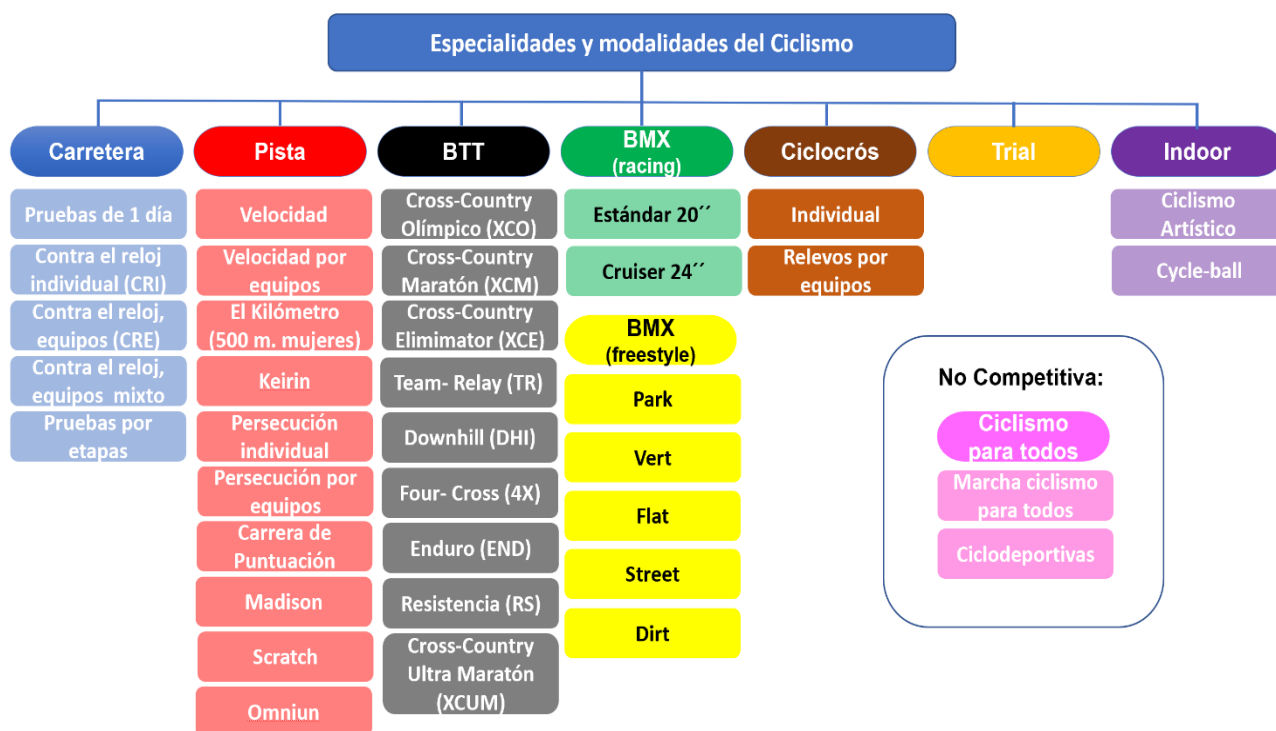 Especialidades y modalidades del Ciclismo
Carretera
Pruebas de 1 día
Contra el reloj
individual (CRI)
Contra el reloj,
equipos (CRE)
Contra el reloj,
equipos mixto
Pruebas por
etapas
Pista
Velocidad
Velocidad por
equipos
El Kilómetro
(500 m. mujeres)
Keirin
Persecución
individual
Persecución por
equipos
Carrera de
Puntuación
Madison
Scratch
Omniun
BTT
Cross-Country
Olímpico (XCO)
Cross-Country
Maratón (XCM)
Cross-Country
Elimimator (XCE)
Team- Relay (TR)
Downhill (DHI)
Four- Cross (4X)
Enduro (END)
Resistencia (RS)
Cross-Country
Ultra Maratón
(XCUM)
BMX
(racing)
Estándar 20´´
Cruiser 24´´
BMX
(freestyle)
Park
Vert
Flat
Street
Dirt
Ciclocrós
Individual
Relevos por
equipos
Trial
Indoor
Ciclismo
Artístico
Cycle-ball
No Competitiva:
Ciclismo
para todos
Marcha ciclismo
para todos
Ciclodeportivas